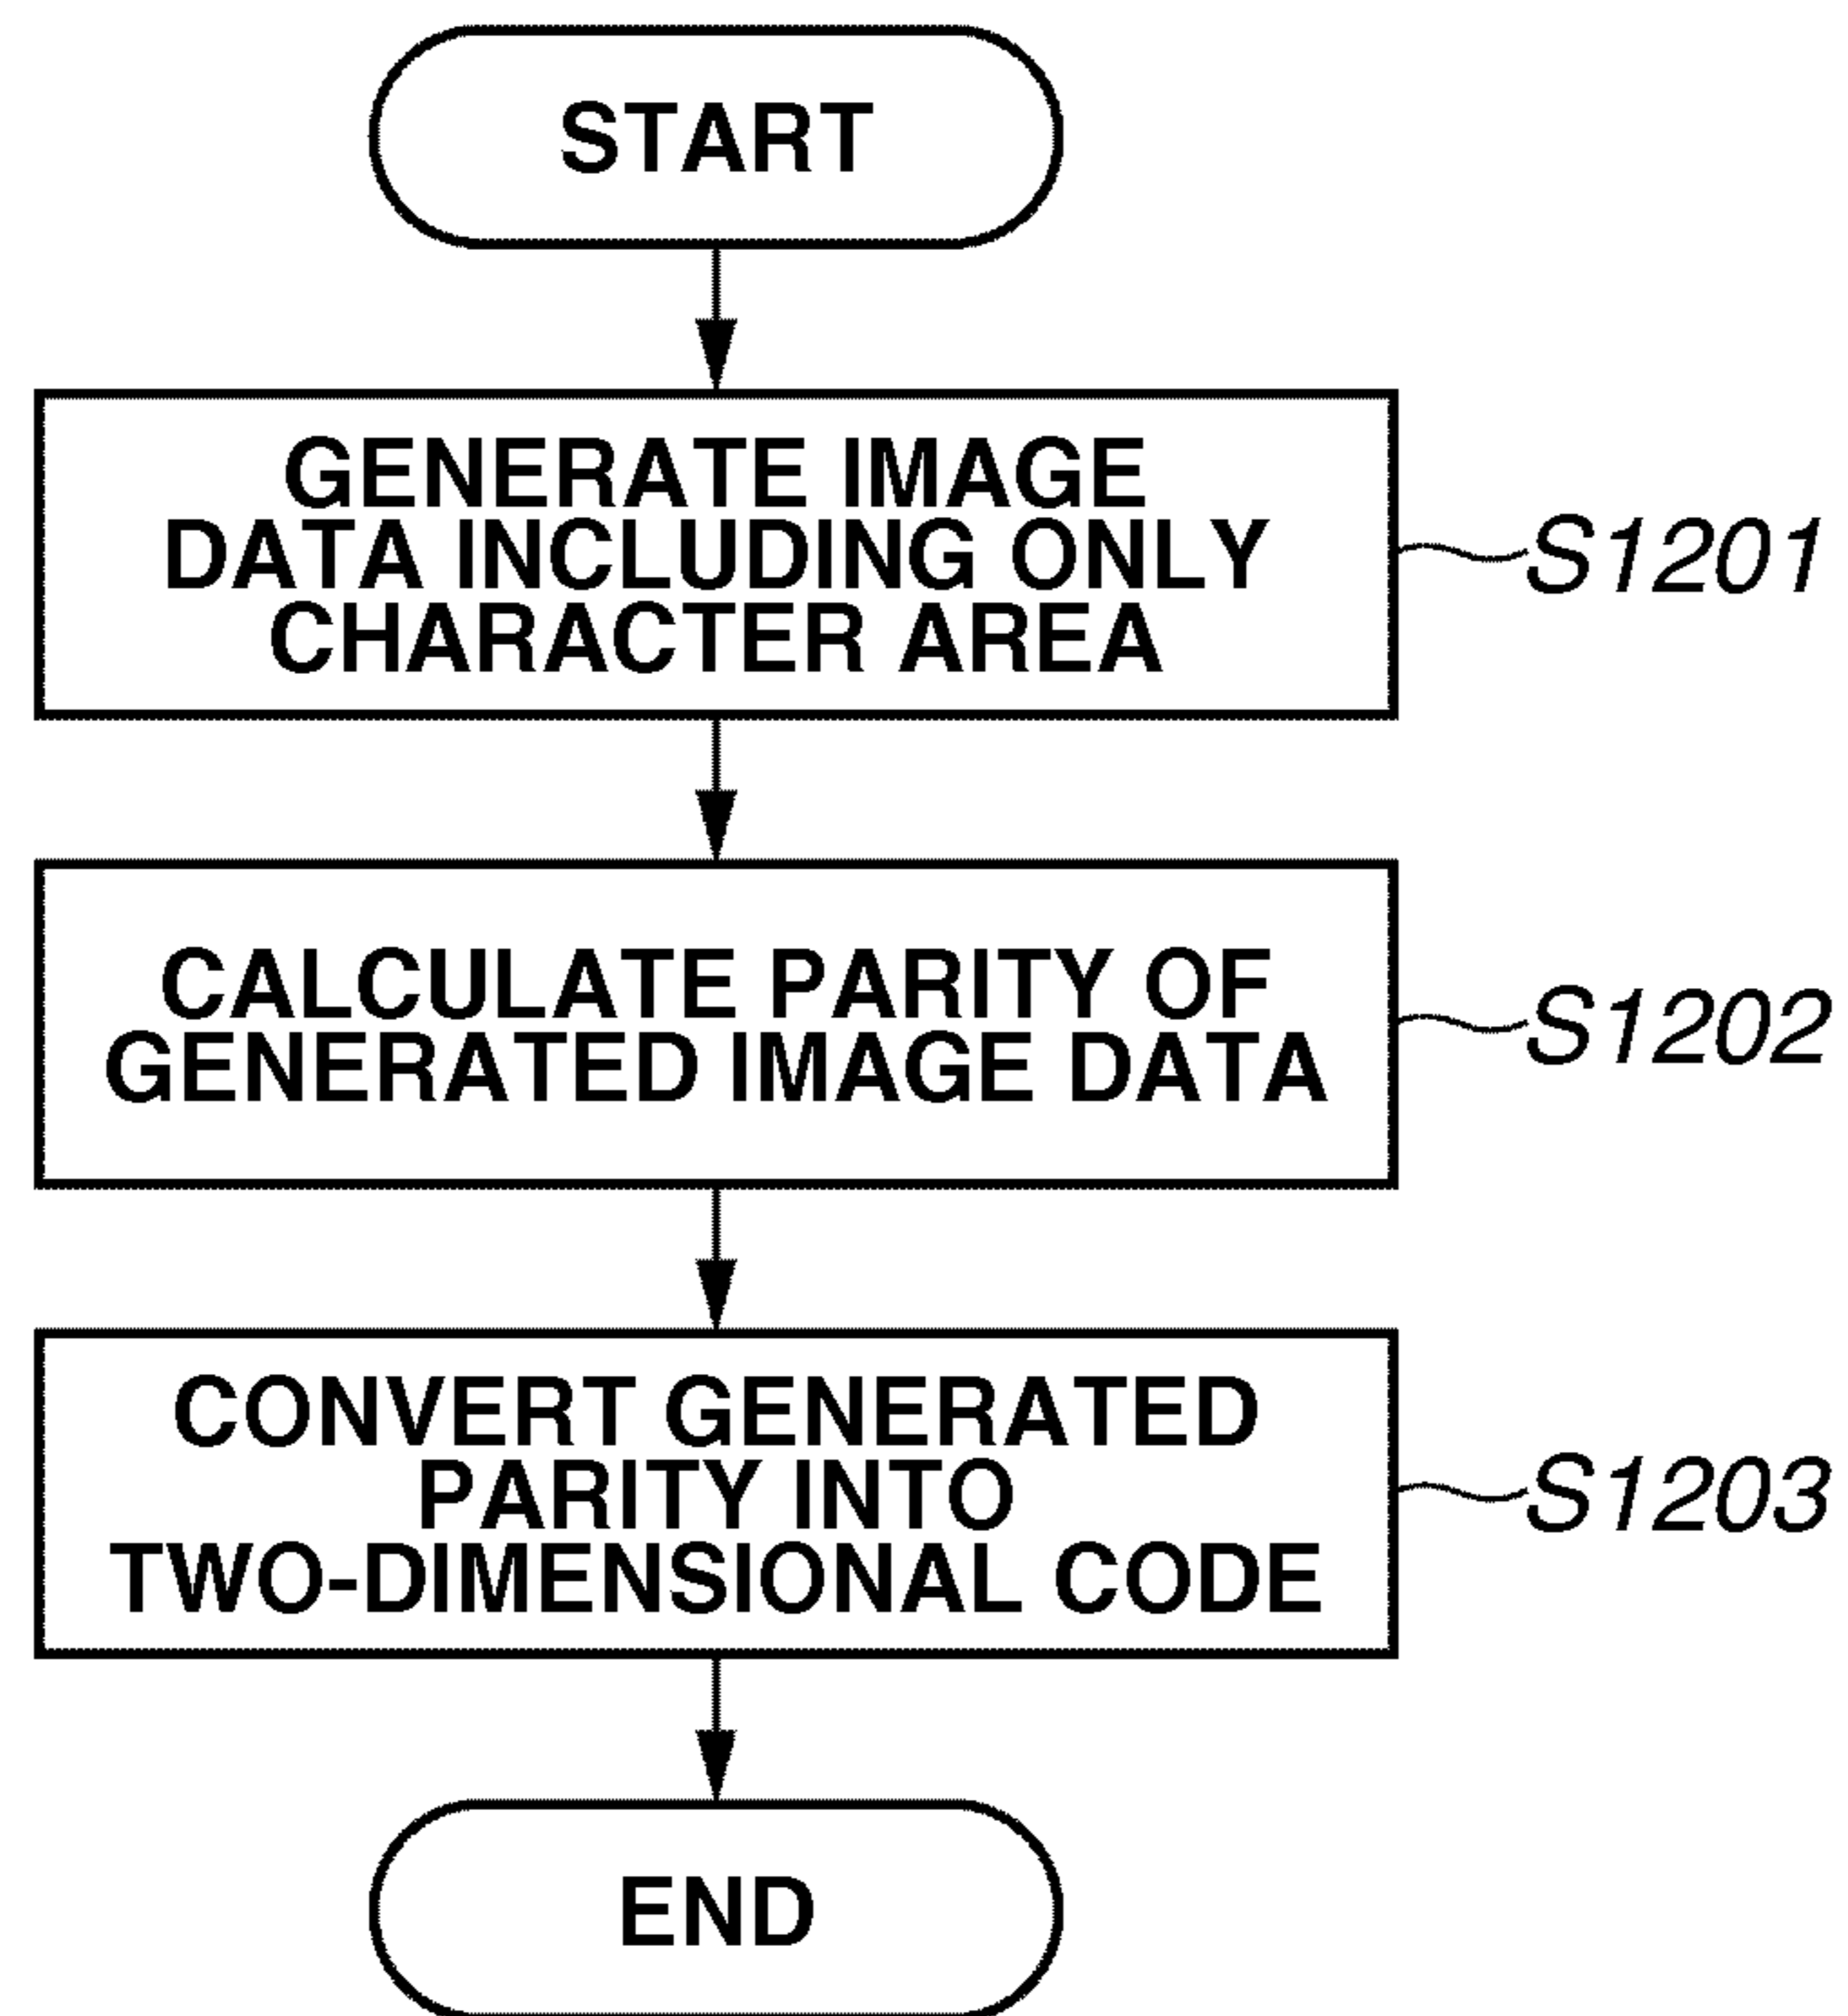 START
GENERATE IMAGE
DATA INCLUDING ONLY
CHARACTER AREA
S1201
CALCULATE PARITY OF
GENERATED IMAGE DATA
S1202
CONVERT GENERATED
PARITY INTO
TWO-DIMENSIONAL CODE
S1203
END